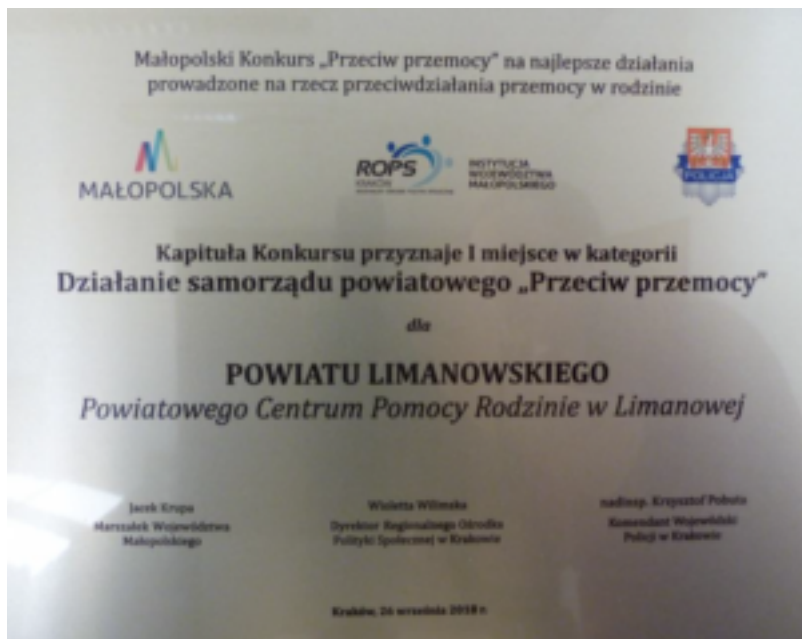 Małopolski Konkurs „Przeciw przemocy" na najlepsze działania
prowadzone na rzecz przeciwdziałania przemocy w rodzinie
MAŁOPOLSKA
ROPS
KRAKÓW
INSTYTUCJA
WOJEWÓDZTWA
MAŁOPOLSKIEGO
POLICJA
Kapituła Konkursu przyznaje I miejsce w kategorii
Działanie samorządu powiatowego „Przeciw przemocy"
dla
POWIATU LIMANOWSKIEGO
Powiatowego Centrum Pomocy Rodzinie w Limanowej
Jacek Krupa
Marszałek Województwa
Małopolskiego
Wioletta Wilimska
Dyrektor Regionalnego Ośrodka
Polityki Społecznej w Krakowie
nadinsp. Krzysztof Pobuta
Komendant Wojewódzki
Policji w Krakowie
Kraków, 26 września 2018 r.